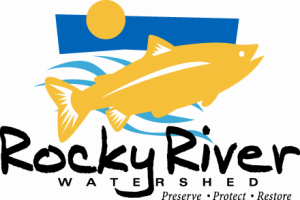 Rocky River
WATERSHED
Preserve • Protect • Restore